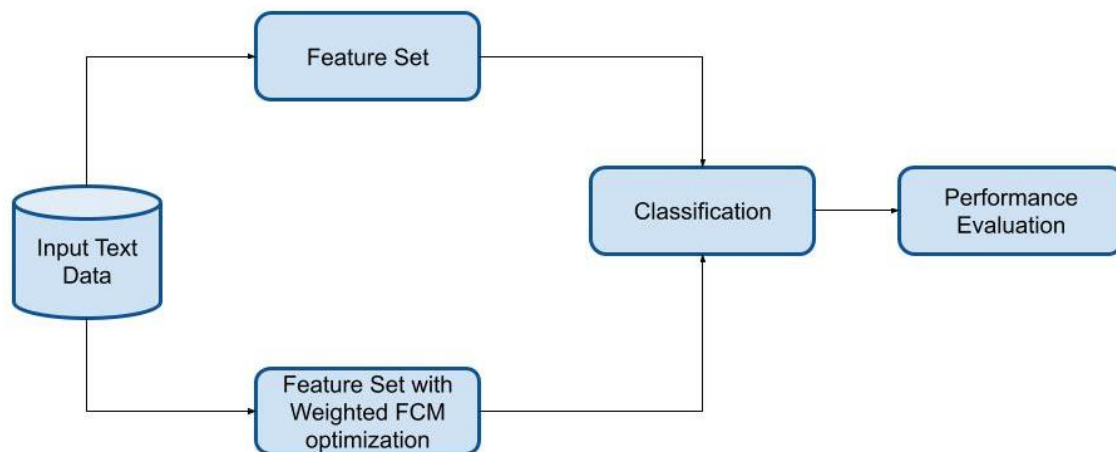 Feature Set
Input Text
Data
Classification
Performance
Evaluation
Feature Set with
Weighted FCM
optimization